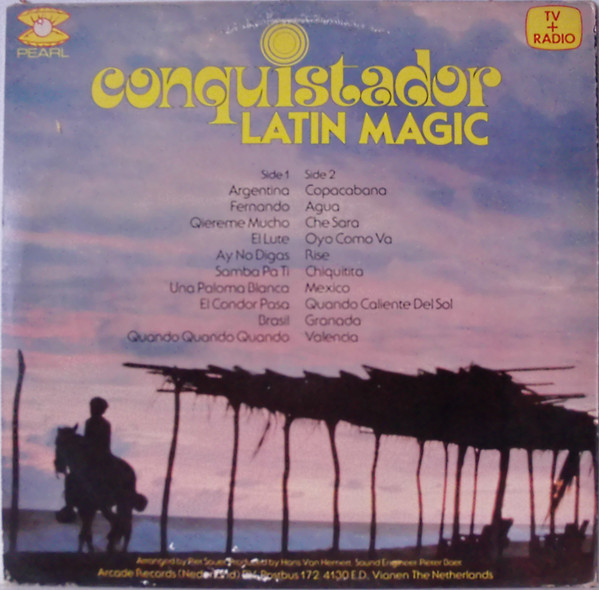 PEARL
TV
+
RADIO
conquistador
LATIN MAGIC
Side 1 Side 2
Argentina Copacabana
Fernando Agua
Qiereme Mucho Che Sara
El Lute Oyo Como Va
Ay No Digas Rise
Samba Pa Ti Chiquitita
Una Paloma Blanca Mexico
El Condor Pasa Quando Caliente Del Sol
Brasil Granada
Quando Quando Quando Valencia
Arranged by Piet Souer Produced by Hans Van Hemert. Sound Engineer Pieter Boer
Arcade Records (Nederland) BV. Postbus 172 4130 E.D. Vianen The Netherlands